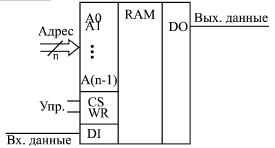 A0
A1
RAM
DO
Вых. данные
Адрес
n
A(n-1)
Упр.
CS
WR
Вх. данные
DI